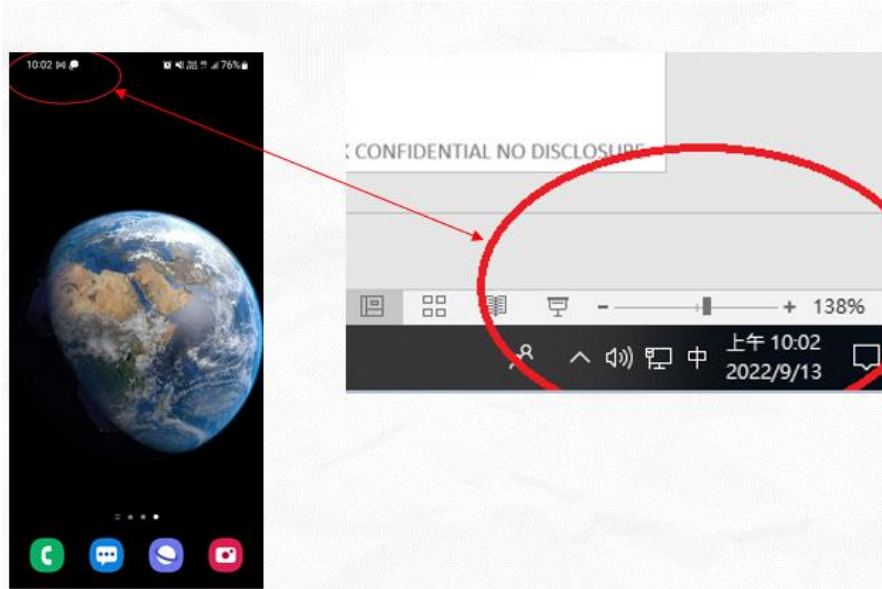 10:02
76%
K CONFIDENTIAL NO DISCLOSURE
138%
中
上午 10:02
2022/9/13